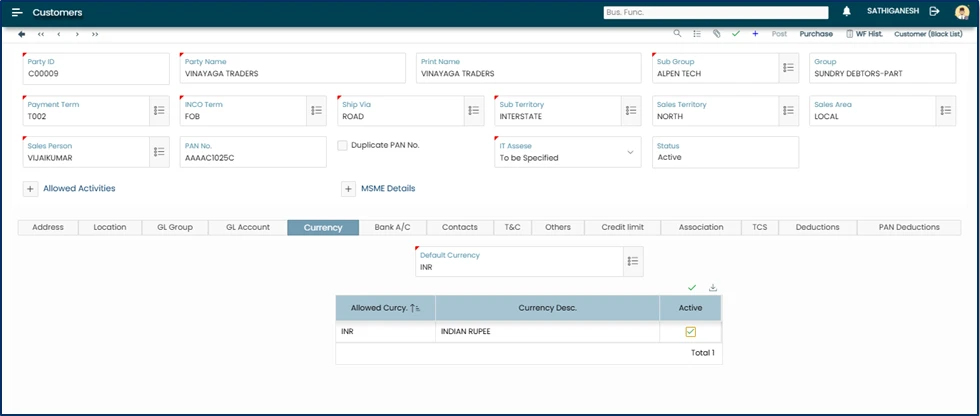 Customers Bus. Func. SATHIGANESH
Post Purchase WF Hist. Customer (Black List)
Party ID Party Name Print Name Sub Group Group
C00009 VINAYAGA TRADERS VINAYAGA TRADERS ALPEN TECH SUNDRY DEBTORS-PART
Payment Term INCO Term Ship Via Sub Territory Sales Territory Sales Area
T002 FOB ROAD INTERSTATE NORTH LOCAL
Sales Person PAN No. Duplicate PAN No. IT Assese Status
VIJAIKUMAR AAAAC1025C To be Specified Active
Allowed Activities MSME Details
Address Location GL Group GL Account Currency Bank A/C Contacts T&C Others Credit limit Association TCS Deductions PAN Deductions
Default Currency
INR
Allowed Curcy. Currency Desc. Active
INR INDIAN RUPEE
Total 1